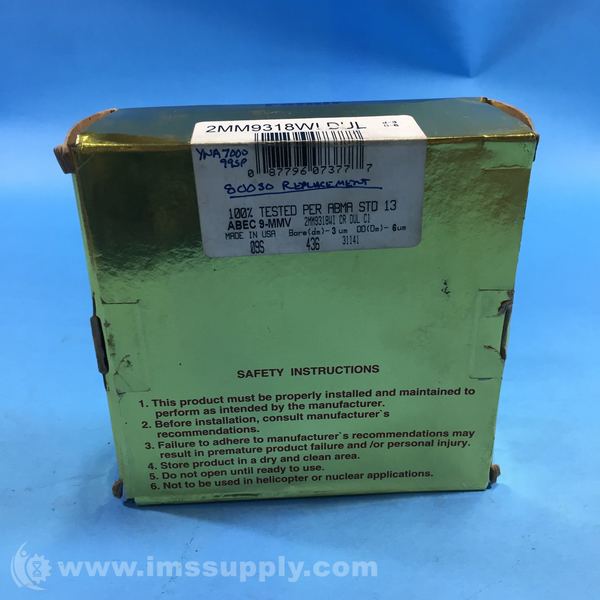 2MM9318WI DUL
YNA7000
99SP
0 87796 07377 7
80030 REPLACEMENT
100% TESTED PER ABMA STD 13
ABEC 9-MMV 2MM9318WI CR DUL C1
MADE IN USA Bore(dm)- 3 um OD(Dm)- 6um
09S 436 31141
SAFETY INSTRUCTIONS
1. This product must be properly installed and maintained to
perform as intended by the manufacturer.
2. Before installation, consult manufacturer`s
recommendations.
3. Failure to adhere to manufacturer`s recommendations may
result in premature product failure and /or personal injury.
4. Store product in a dry and clean area.
5. Do not open until ready to use.
6. Not to be used in helicopter or nuclear applications.
www.imssupply.com